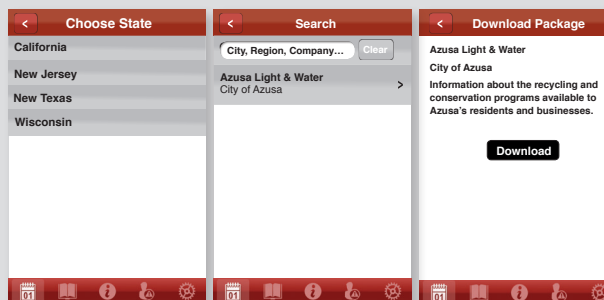 < Choose State
California
New Jersey
New Texas
Wisconsin
01
< Search
City, Region, Company... Clear
Azusa Light & Water
City of Azusa >
01
< Download Package
Azusa Light & Water
City of Azusa
Information about the recycling and
conservation programs available to
Azusa's residents and businesses.
Download
01